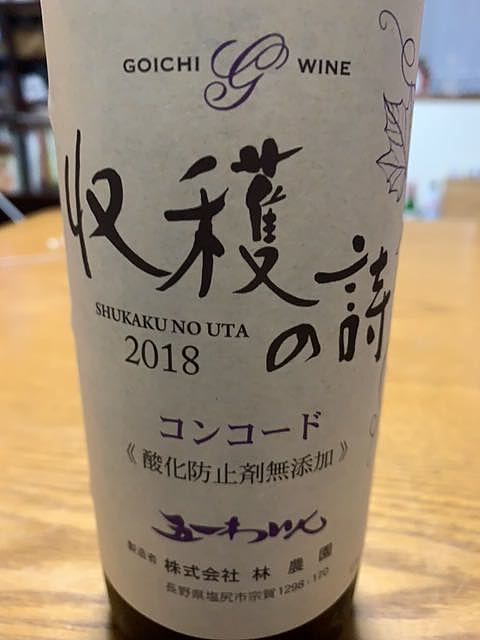 GOICHI G WINE
収穫の詩
SHUKAKU NO UTA
2018
コンコード
《酸化防止剤無添加》
五一わいん
製造者 株式会社 林農園
長野県塩尻市宗賀1298-170